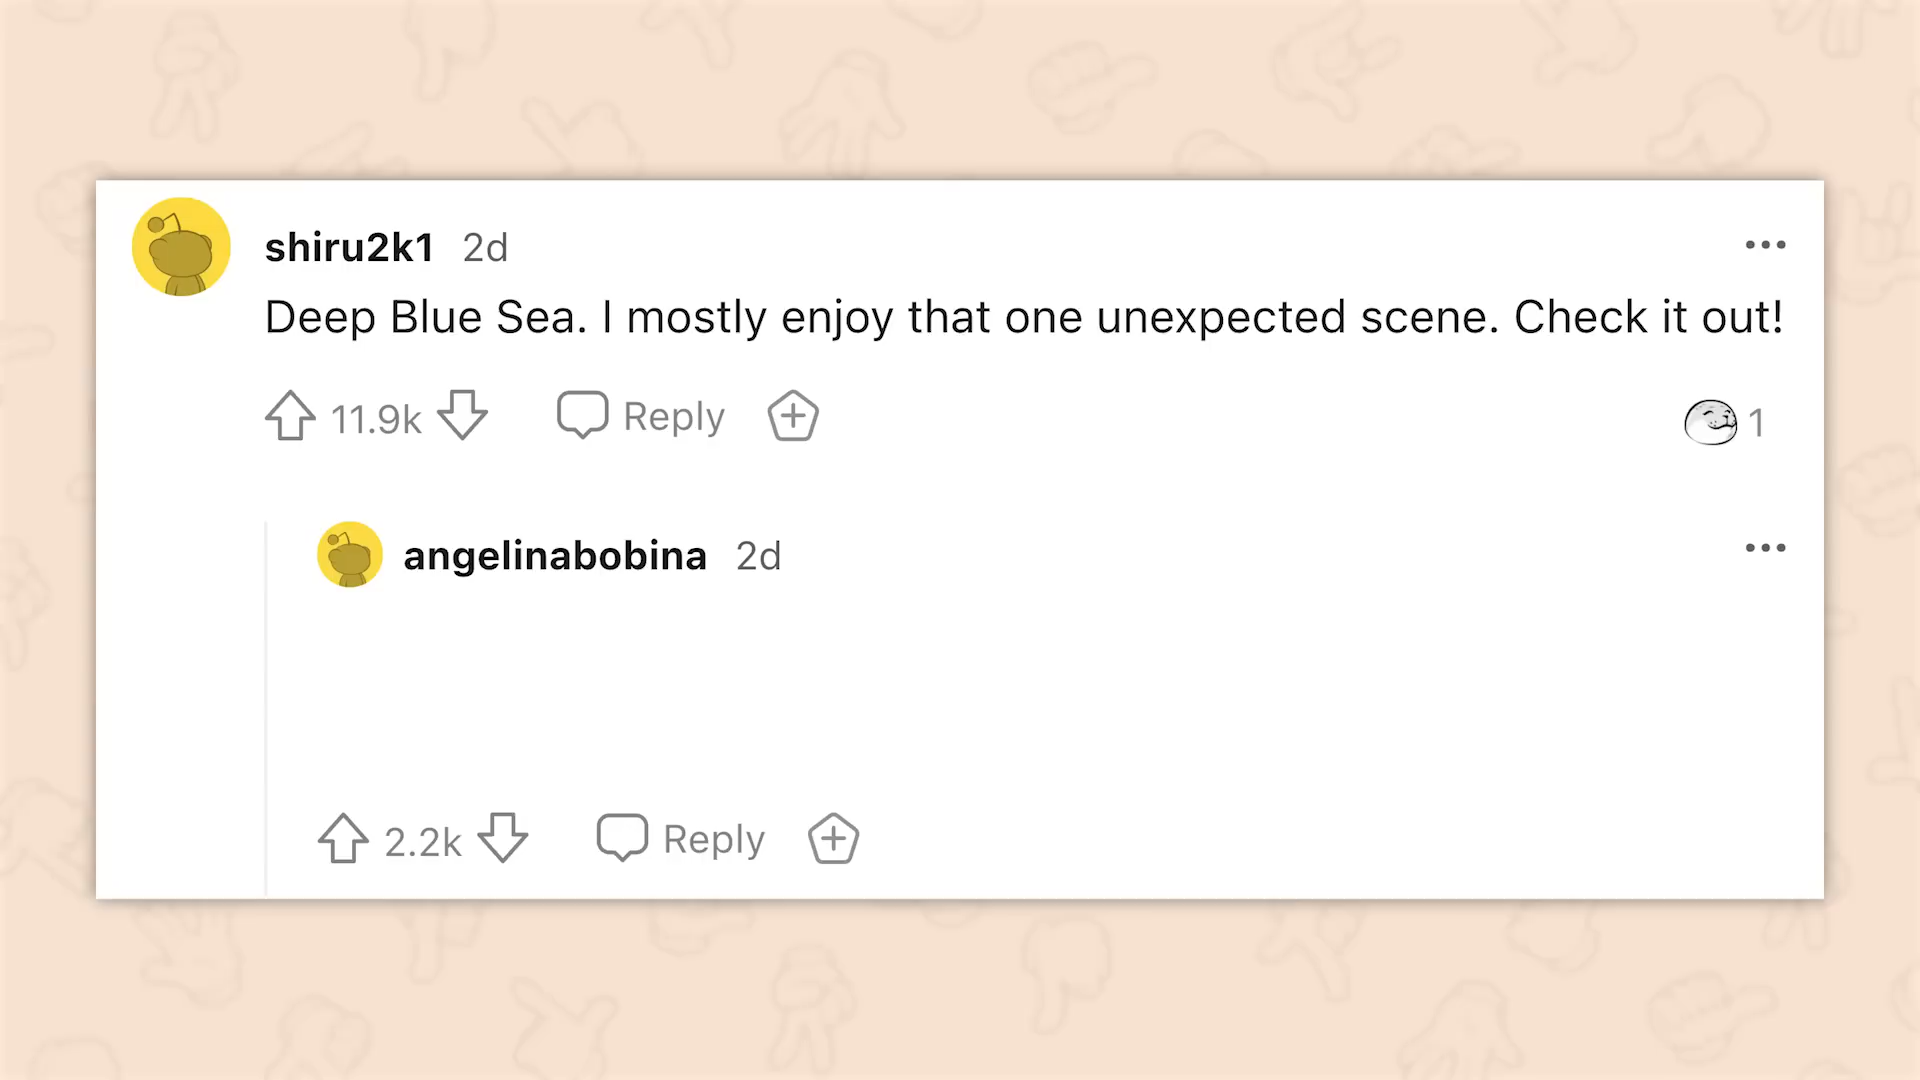 shiru2k1 2d
Deep Blue Sea. I mostly enjoy that one unexpected scene. Check it out!
11.9k Reply 1
angelinabobina 2d
2.2k Reply